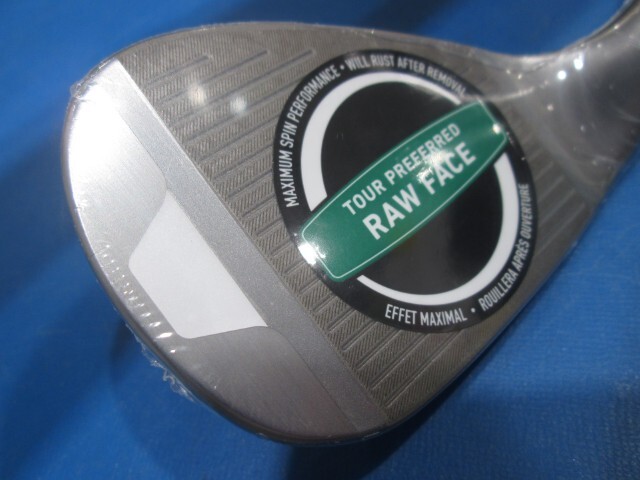 MAXIMUM SPIN PERFORMANCE • WILL RUST AFTER REMOVAL
TOUR PREFERRED
RAW FACE
EFFET MAXIMAL • ROUILLERA APRÈS OUVERTURE